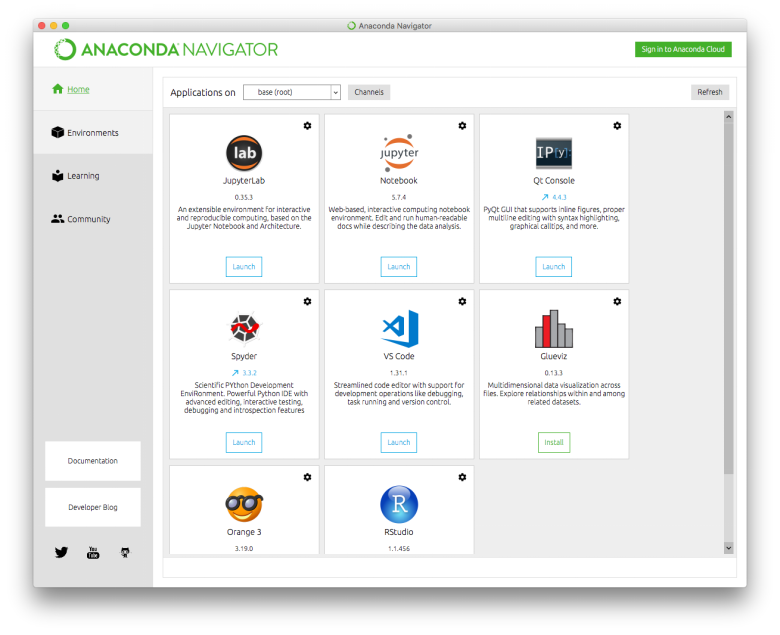 Anaconda Navigator
ANACONDA NAVIGATOR
Sign in to Anaconda Cloud
Home
Environments
Learning
Community
Documentation
Developer Blog
You
Tube
Applications on
base (root)
Channels
Refresh
lab
JupyterLab
0.35.3
An extensible environment for interactive
and reproducible computing, based on the
Jupyter Notebook and Architecture.
Launch
jupyter
Notebook
5.7.4
Web-based, interactive computing notebook
environment. Edit and run human-readable
docs while describing the data analysis.
Launch
IP[y]:
Qt Console
4.4.3
PyQt GUI that supports inline figures, proper
multiline editing with syntax highlighting,
graphical calltips, and more.
Launch
Spyder
3.3.2
Scientific PYthon Development
EnviRonment. Powerful Python IDE with
advanced editing, interactive testing,
debugging and introspection features
Launch
VS Code
1.31.1
Streamlined code editor with support for
development operations like debugging,
task running and version control.
Launch
Glueviz
0.13.3
Multidimensional data visualization across
files. Explore relationships within and among
related datasets.
Install
Orange 3
3.19.0
R
RStudio
1.1.456